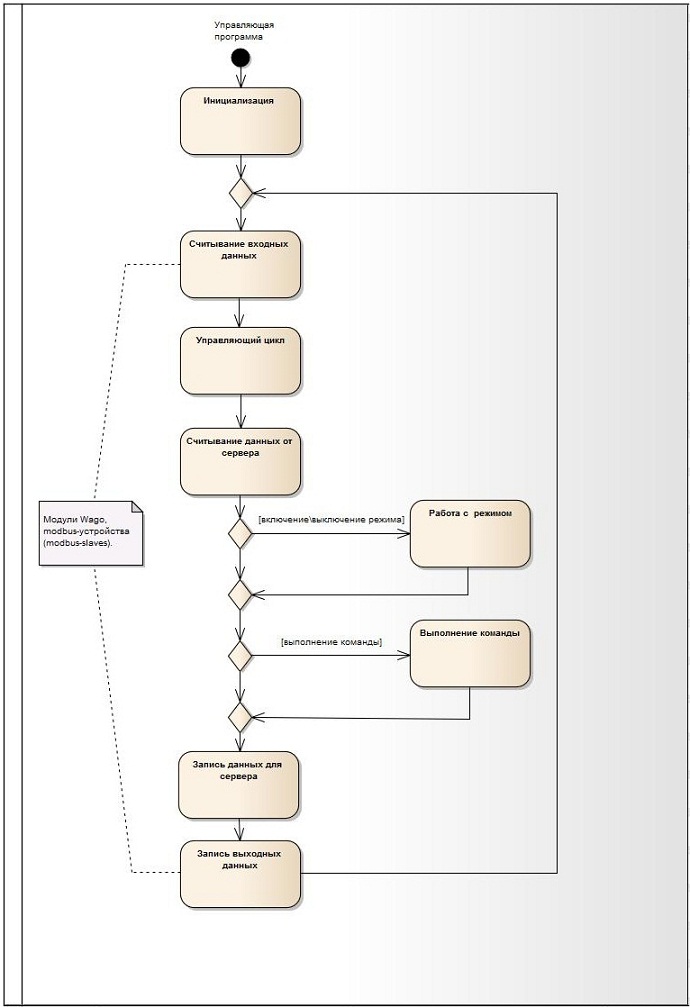 Управляющая
программа
Инициализация
Считывание входных
данных
Управляющий цикл
Считывание данных от
сервера
[включение\выключение режима]
Работа с режимом
Модули Wago,
modbus-устройства
(modbus-slaves).
[выполнение команды]
Выполнение команды
Запись данных для
сервера
Запись выходных
данных